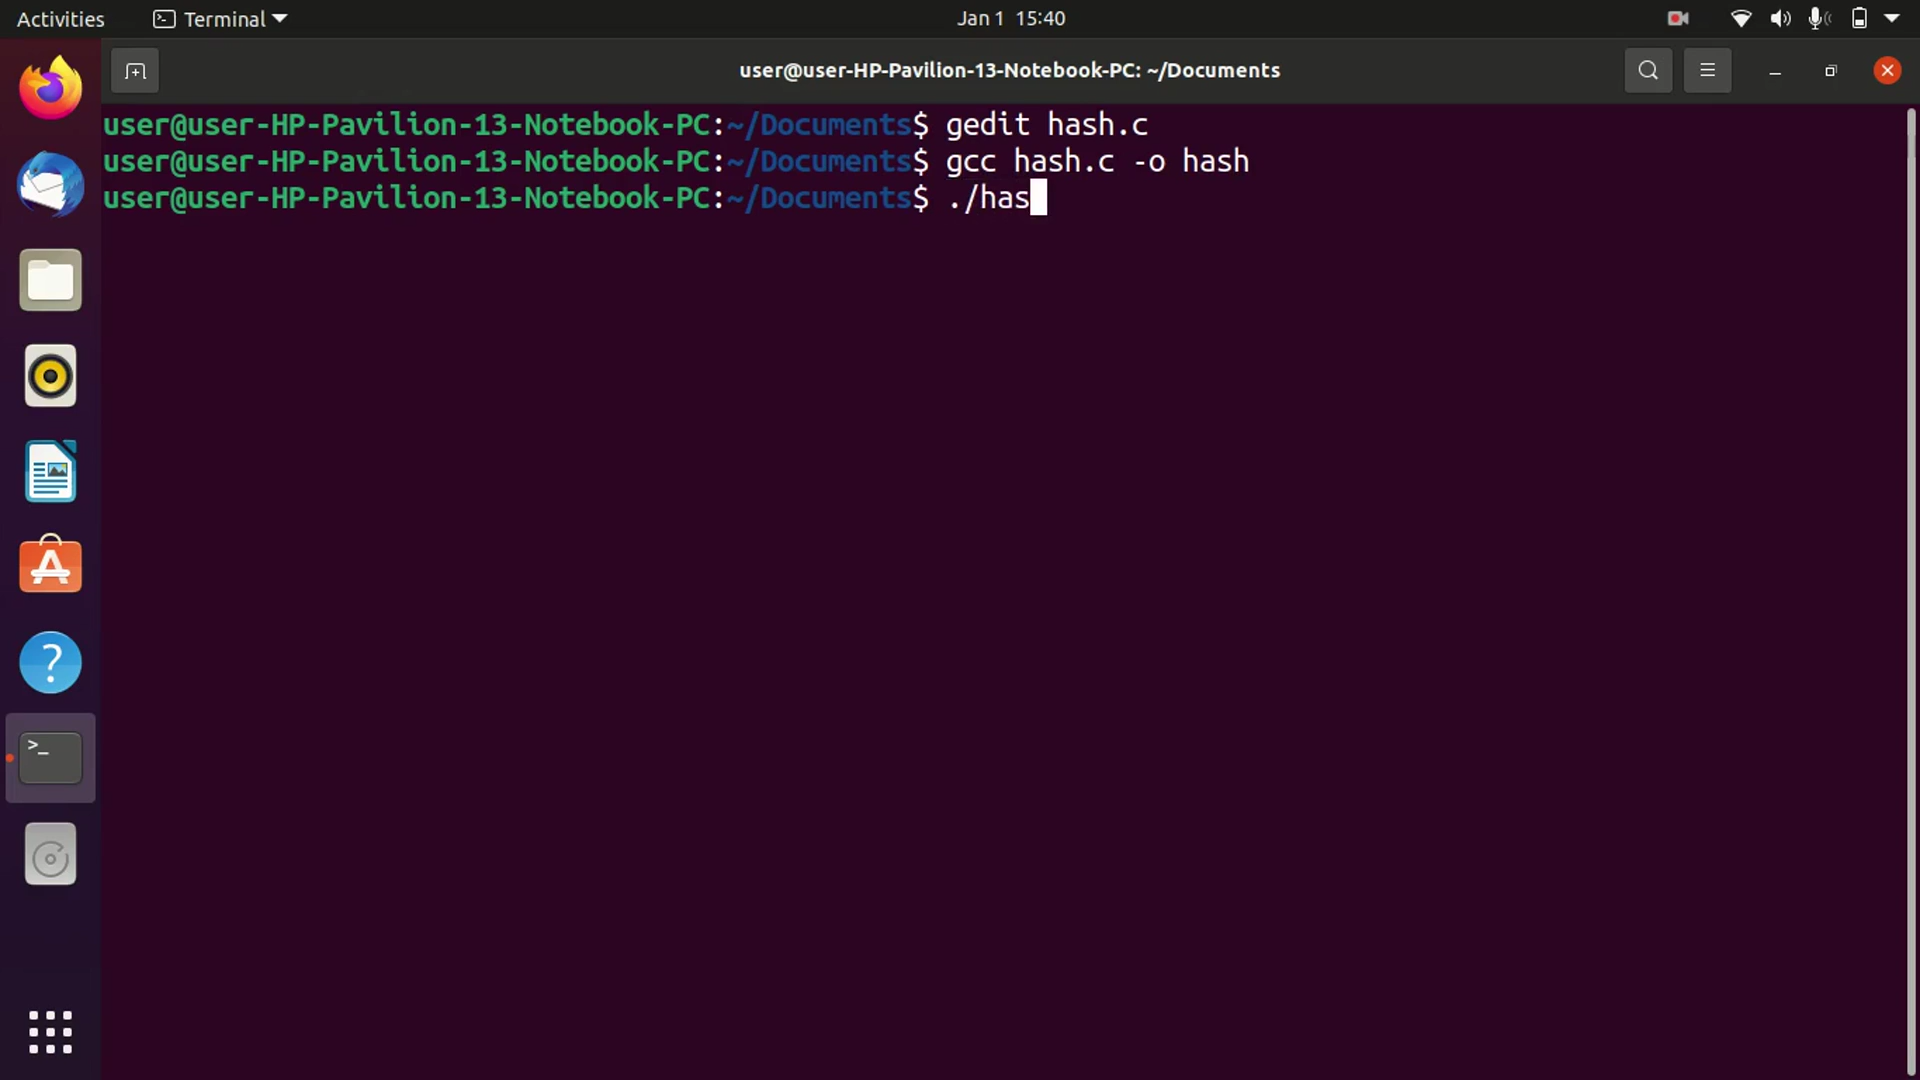 Activities Terminal Jan 1 15:40
user@user-HP-Pavilion-13-Notebook-PC: ~/Documents
user@user-HP-Pavilion-13-Notebook-PC:~/Documents$ gedit hash.c
user@user-HP-Pavilion-13-Notebook-PC:~/Documents$ gcc hash.c -o hash
user@user-HP-Pavilion-13-Notebook-PC:~/Documents$ ./has